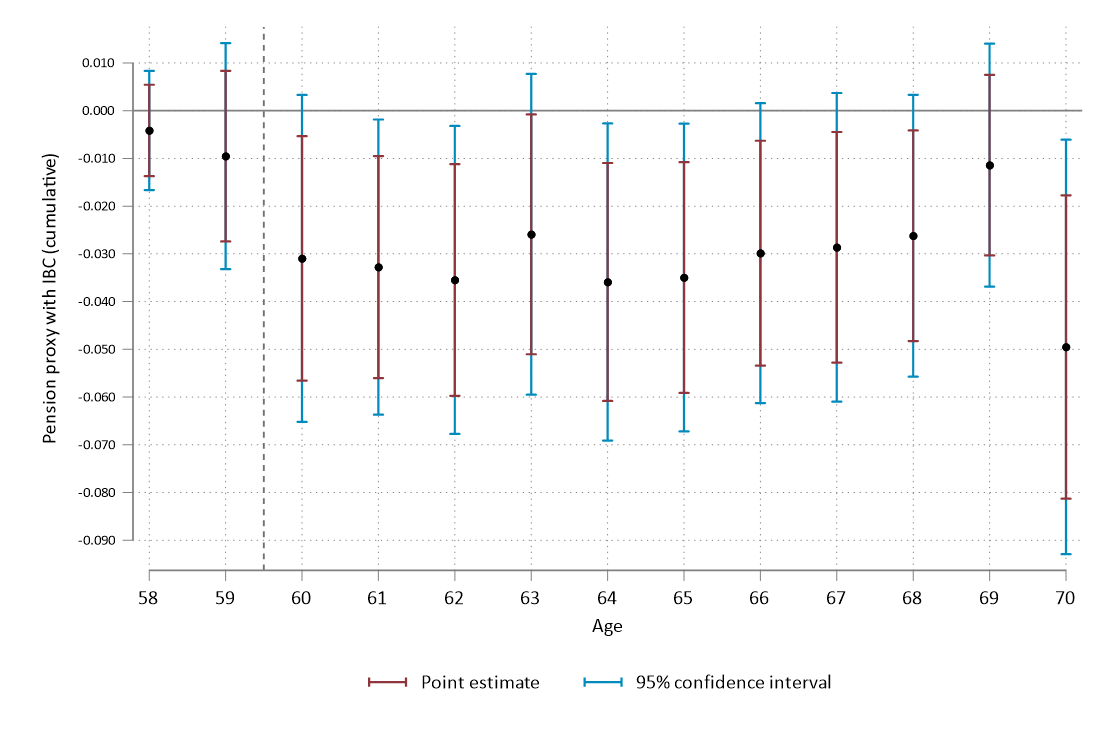 Pension proxy with IBC (cumulative)
0.010
0.000
-0.010
-0.020
-0.030
-0.040
-0.050
-0.060
-0.070
-0.080
-0.090
58 59 60 61 62 63 64 65 66 67 68 69 70
Age
Point estimate 95% confidence interval